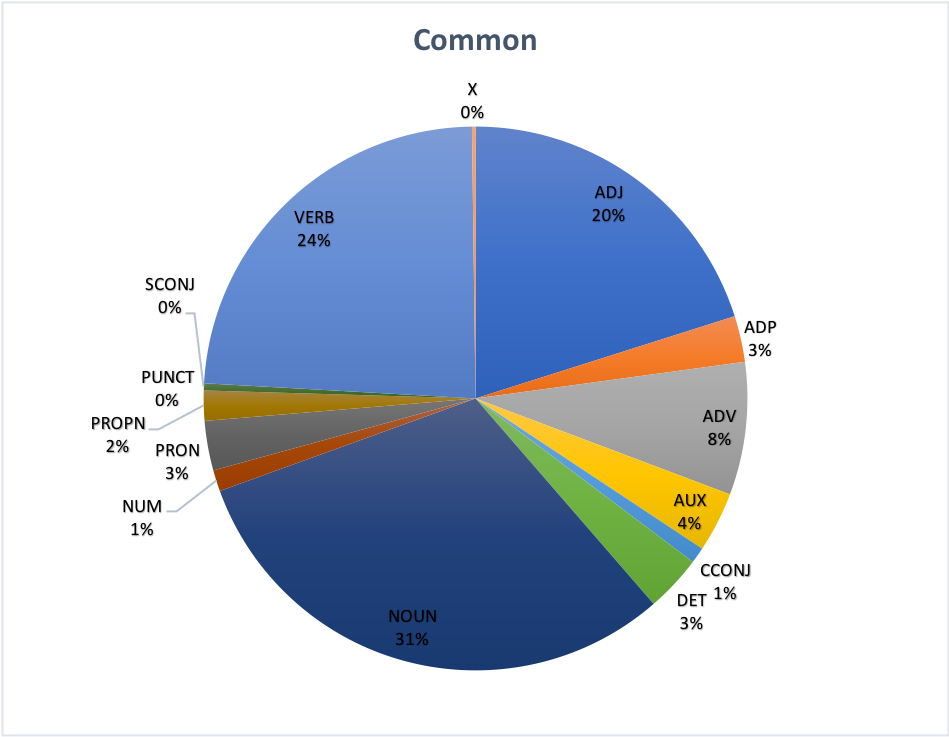 Common
X
0%
ADJ
20%
ADP
3%
ADV
8%
AUX
4%
CCONJ
1%
DET
3%
NOUN
31%
NUM
1%
PRON
3%
PROPN
2%
PUNCT
0%
SCONJ
0%
VERB
24%